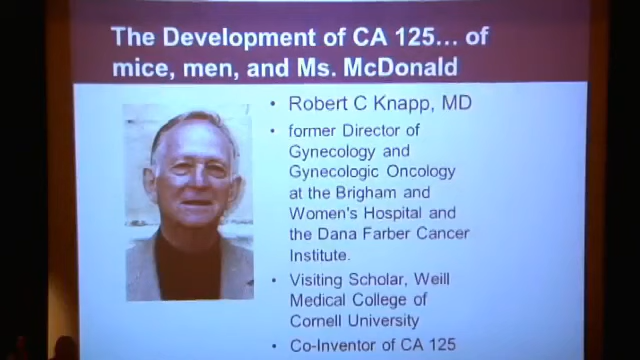 The Development of CA 125... of
mice, men, and Ms. McDonald
• Robert C Knapp, MD
• former Director of
Gynecology and
Gynecologic Oncology
at the Brigham and
Women's Hospital and
the Dana Farber Cancer
Institute.
• Visiting Scholar, Weill
Medical College of
Cornell University
• Co-Inventor of CA 125